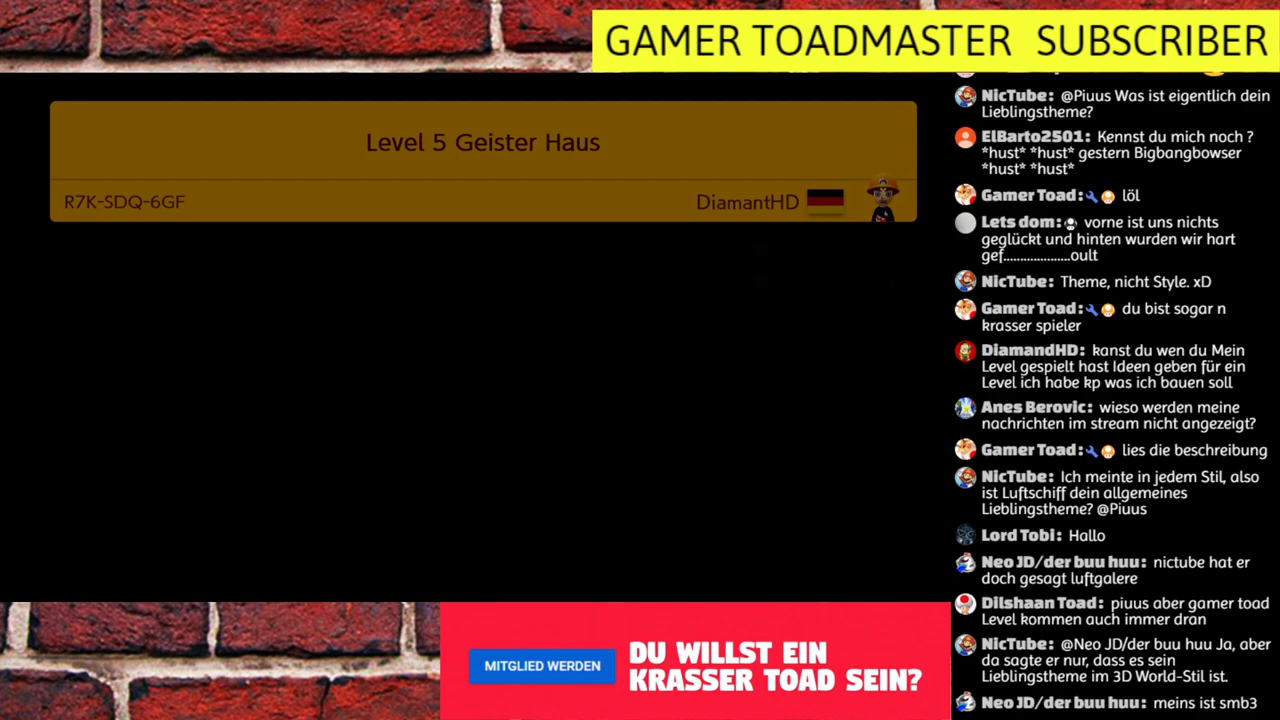 GAMER TOADMASTER SUBSCRIBER
Level 5 Geister Haus
R7K-SDQ-6GF
DiamantHD
NicTube: @Piuus Was ist eigentlich dein
Lieblingstheme?
ElBarto2501: Kennst du mich noch ?
*hust* *hust* gestern Bigbangbowser
*hust* *hust*
Gamer Toad: löl
Lets dom: vorne ist uns nichts
geglückt und hinten wurden wir hart
gef....................oult
NicTube: Theme, nicht Style. xD
Gamer Toad: du bist sogar n
krasser spieler
DiamandHD: kanst du wen du Mein
Level gespielt hast Ideen geben für ein
Level ich habe kp was ich bauen soll
Anes Berovic: wieso werden meine
nachrichten im stream nicht angezeigt?
Gamer Toad: lies die beschreibung
NicTube: Ich meinte in jedem Stil, also
ist Luftschiff dein allgemeines
Lieblingstheme? @Piuus
Lord Tobi: Hallo
Neo JD/der buu huu: nictube hat er
doch gesagt luftgalere
Dilshaan Toad: piuus aber gamer toad
Level kommen auch immer dran
NicTube: @Neo JD/der buu huu Ja, aber
da sagte er nur, dass es sein
Lieblingstheme im 3D World-Stil ist.
Neo JD/der buu huu: meins ist smb3
MITGLIED WERDEN
DU WILLST EIN
KRASSER TOAD SEIN?